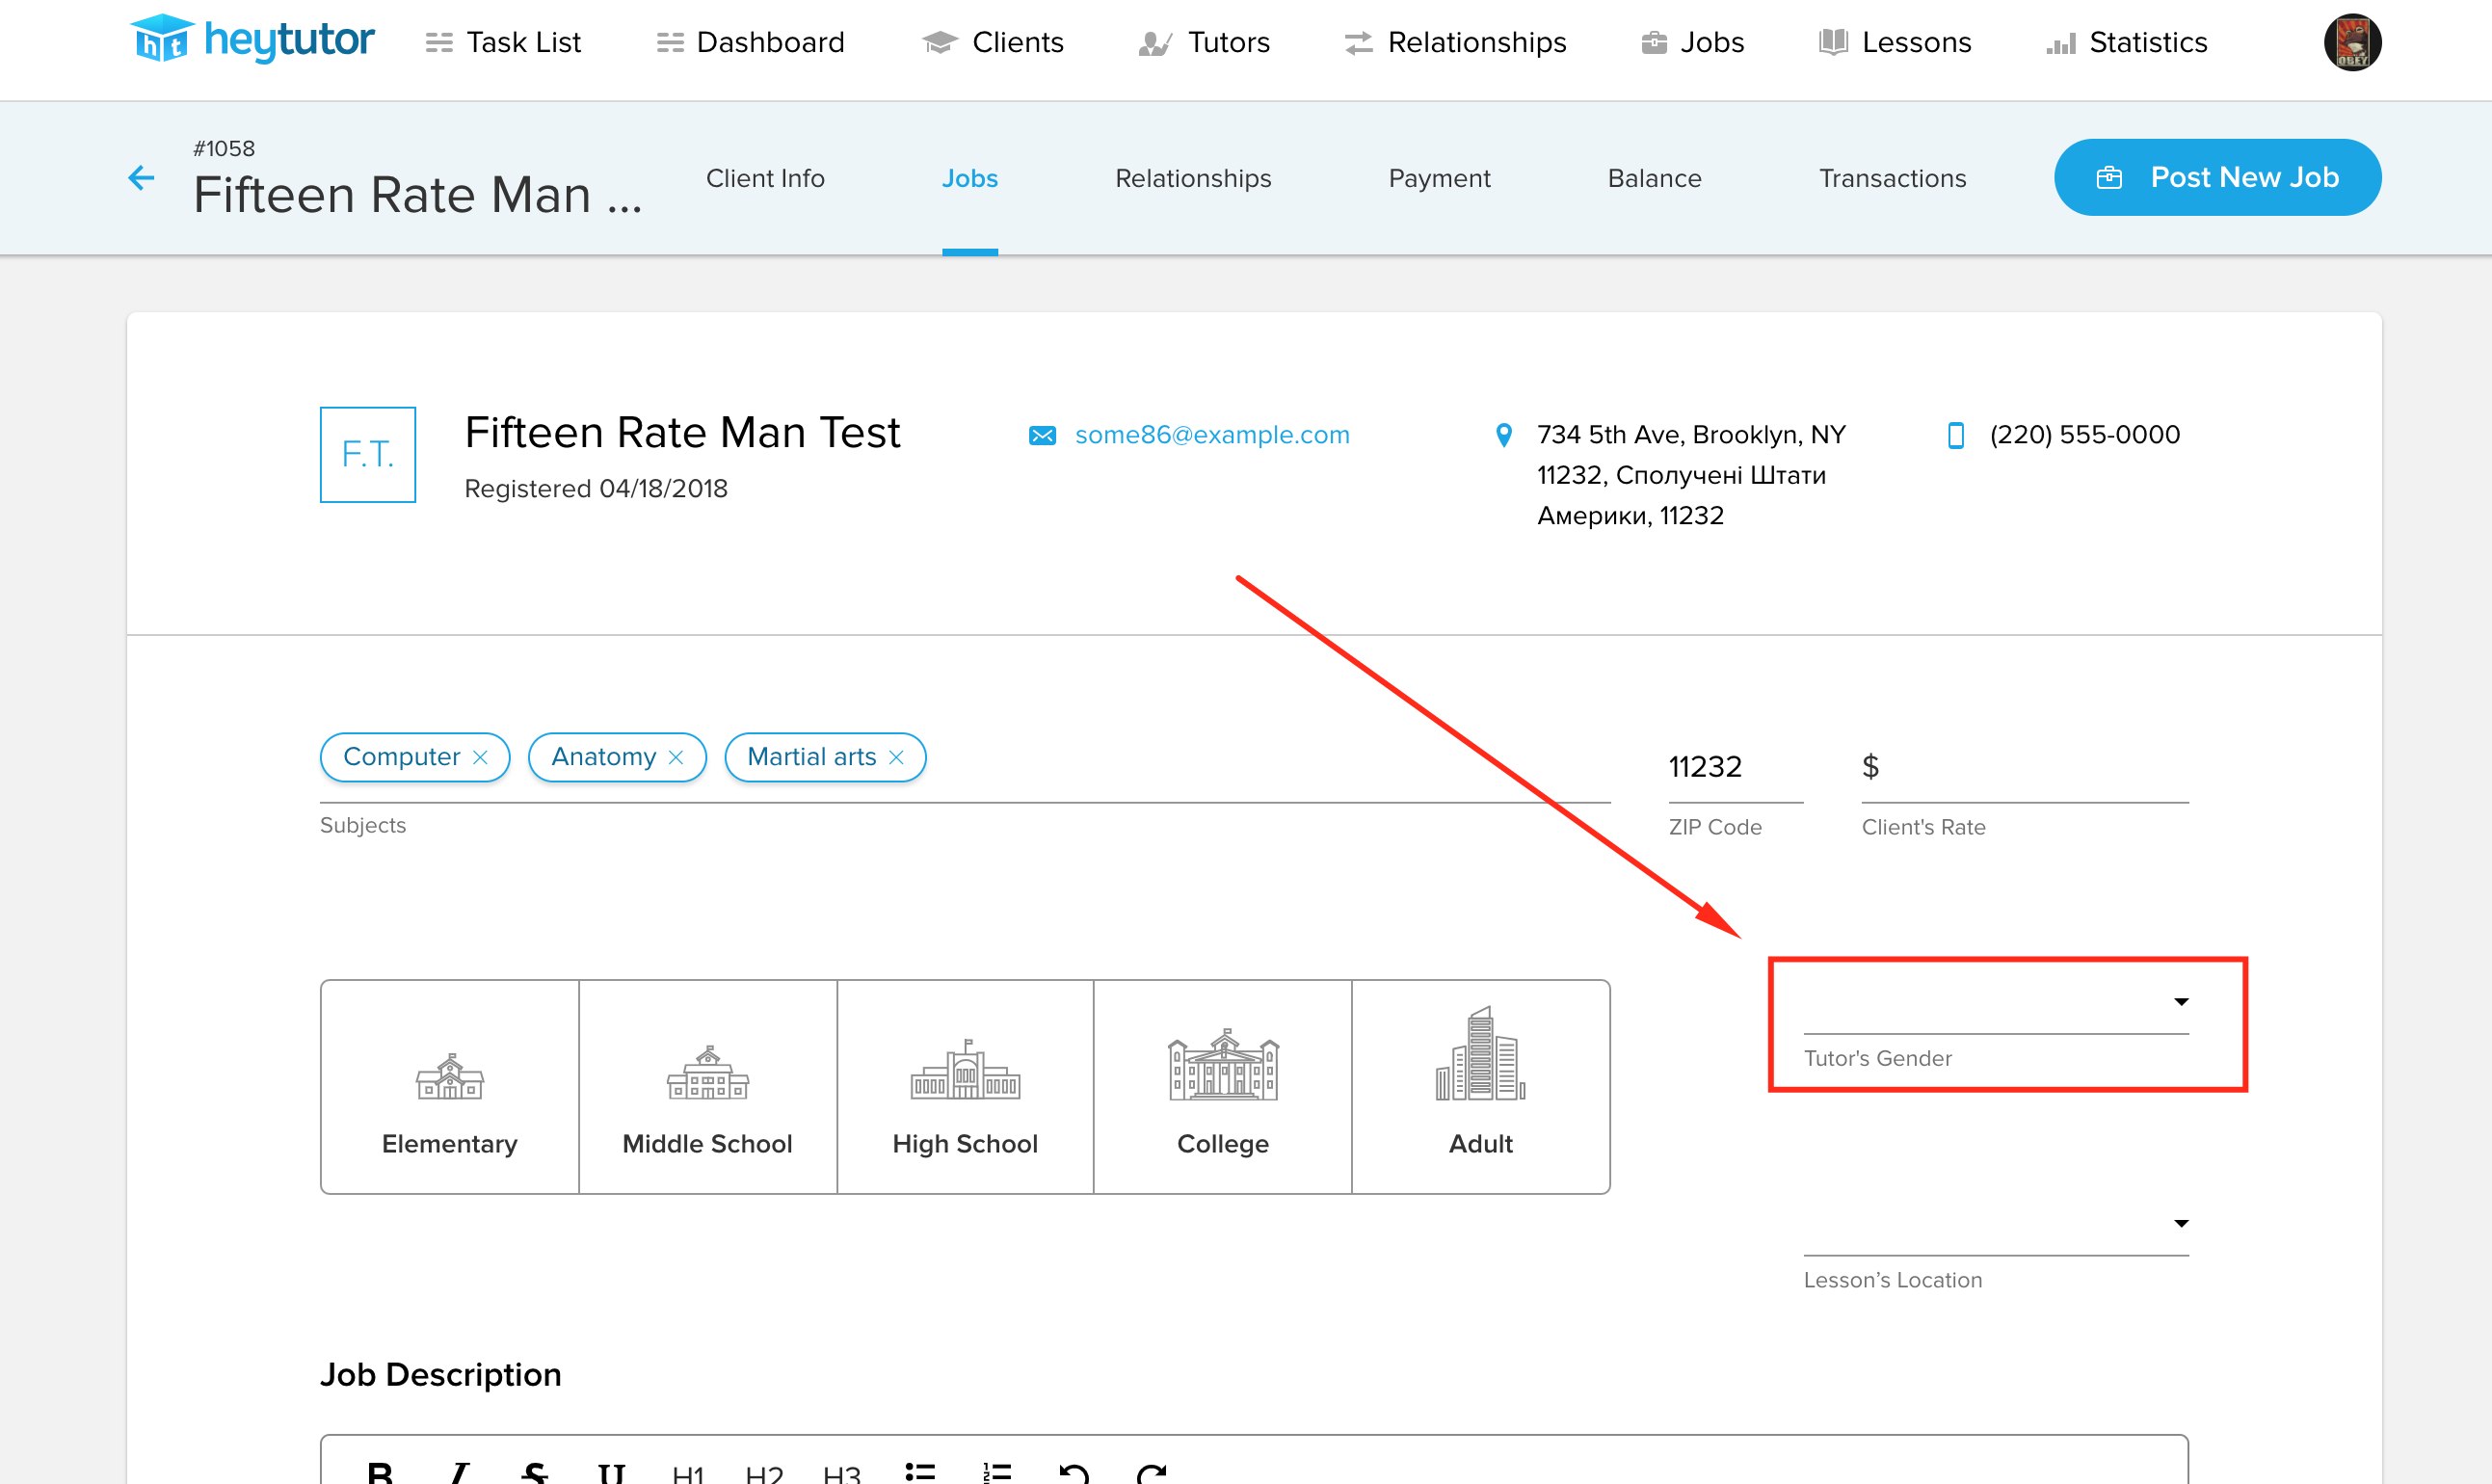 heytutor
Task List
Dashboard
Clients
Tutors
Relationships
Jobs
Lessons
Statistics
OBEY
#1058
Fifteen Rate Man ...
Client Info
Jobs
Relationships
Payment
Balance
Transactions
Post New Job
F.T.
Fifteen Rate Man Test
Registered 04/18/2018
some86@example.com
734 5th Ave, Brooklyn, NY
11232, Сполучені Штати
Америки, 11232
(220) 555-0000
Computer
Anatomy
Martial arts
Subjects
11232
ZIP Code
$
Client's Rate
Elementary
Middle School
High School
College
Adult
Tutor's Gender
Lesson’s Location
Job Description
B I S U H1 H2 H3